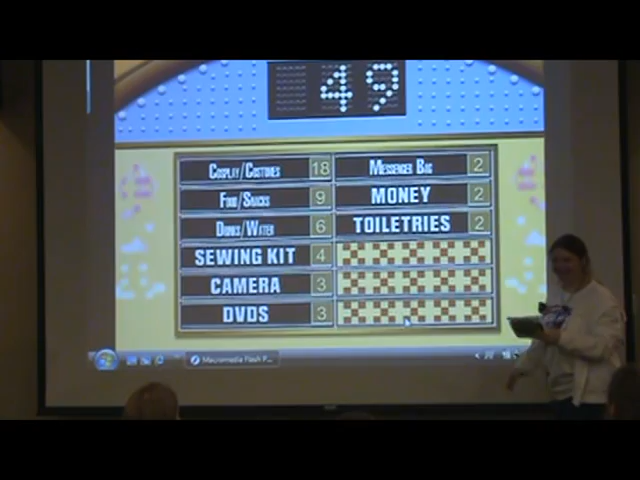 49
Cosplay/Costumes 18
Food/Snacks 9
Drinks/Water 6
SEWING KIT 4
CAMERA 3
DVDS 3
Messenger Bag 2
MONEY 2
TOILETRIES 2
Macromedia Flash P...